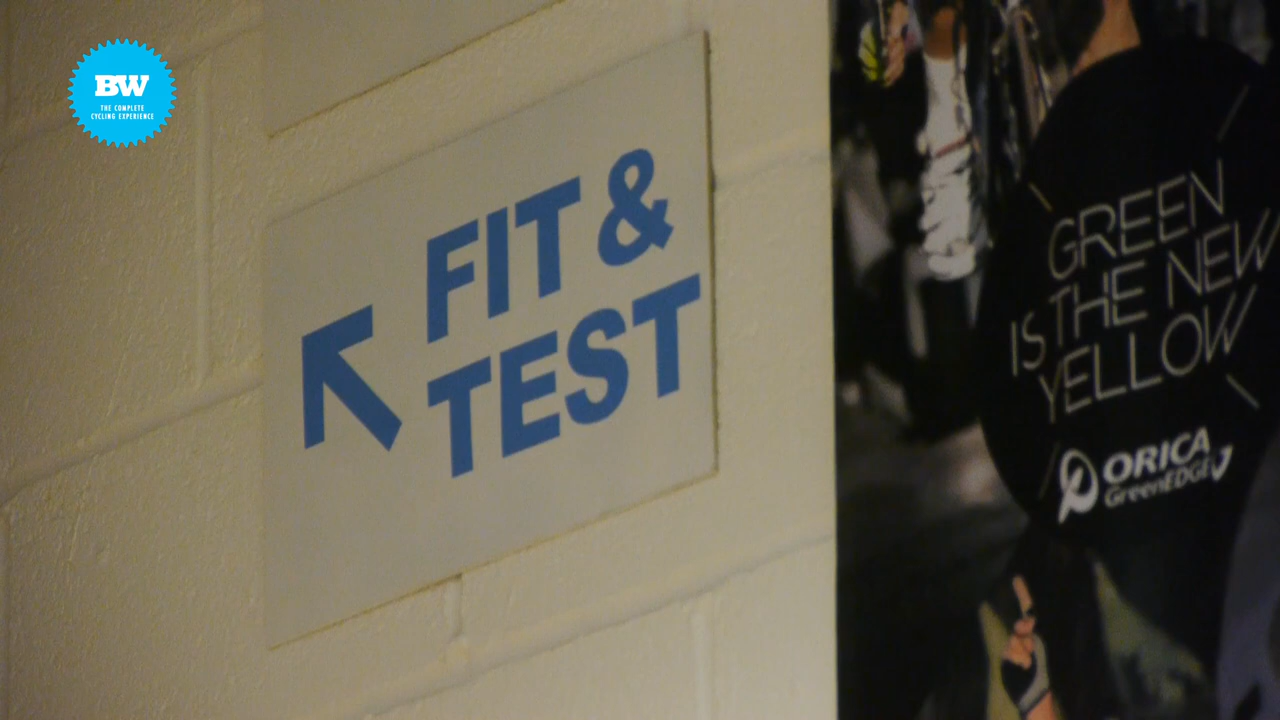 BW
THE COMPLETE
CYCLING EXPERIENCE
FIT &
TEST
GREEN
IS THE NEW
YELLOW
ORICA
GreenEDGE